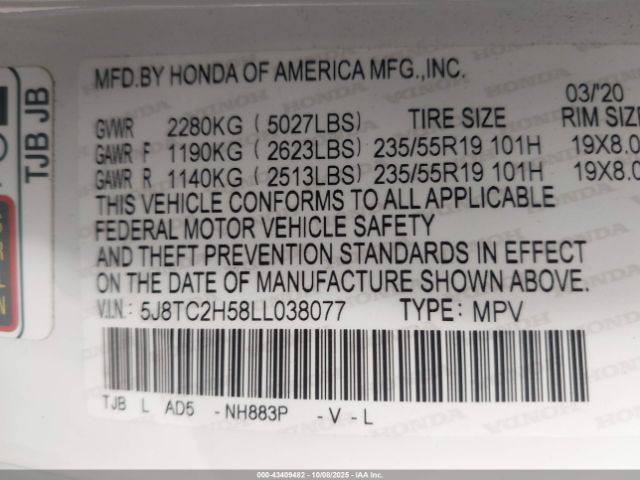 MFD.BY HONDA OF AMERICA MFG.,INC.
03/'20
GVWR 2280KG (5027LBS) TIRE SIZE RIM SIZE
GAWR F 1190KG (2623LBS) 235/55R19 101H 19X8.0
GAWR R 1140KG (2513LBS) 235/55R19 101H 19X8.0
THIS VEHICLE CONFORMS TO ALL APPLICABLE
FEDERAL MOTOR VEHICLE SAFETY
AND THEFT PREVENTION STANDARDS IN EFFECT
ON THE DATE OF MANUFACTURE SHOWN ABOVE.
V.I.N: 5J8TC2H58LL038077 TYPE: MPV
TJB L AD5 -NH883P -V-L
TJB JB
000-43409482 - 10/08/2025 - IAA Inc.